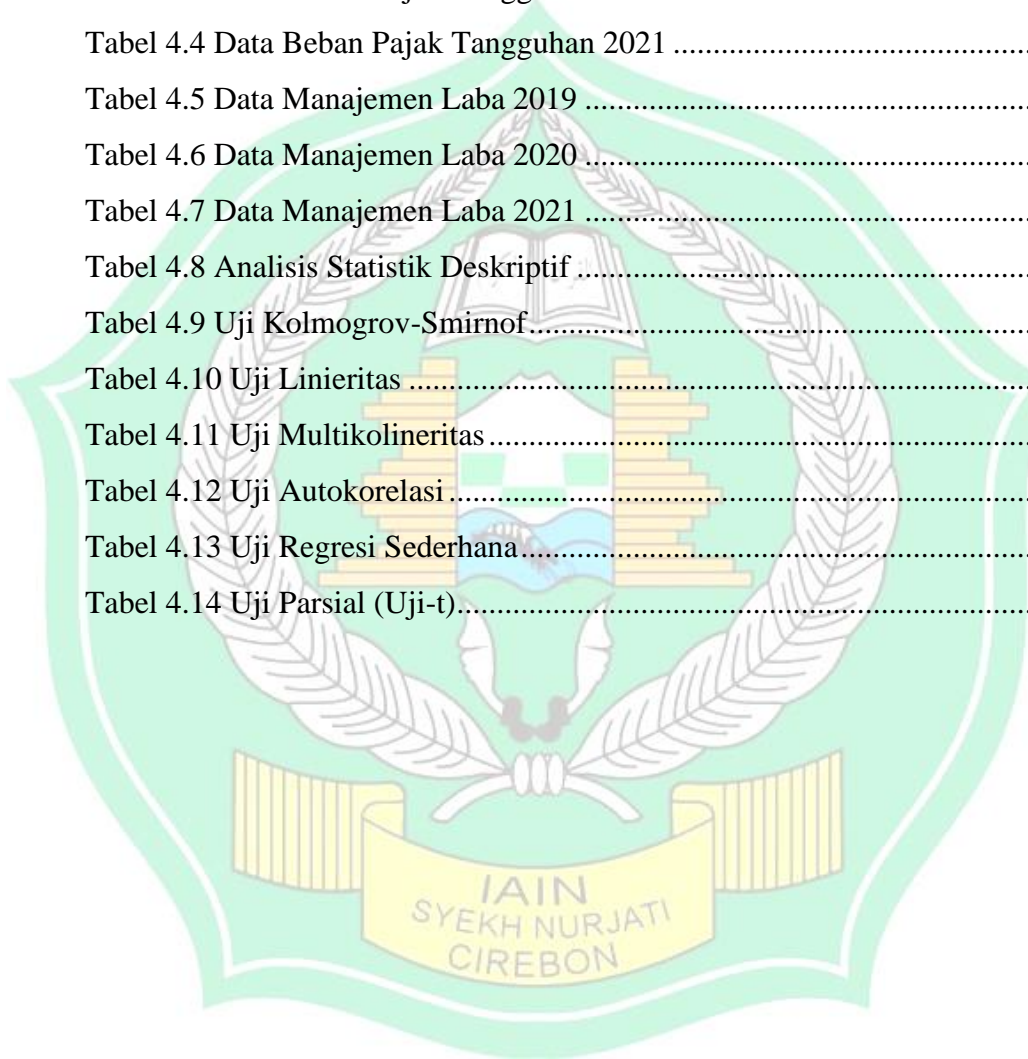 Tabel 4.4 Data Beban Pajak Tangguhan 2021 ........................................
Tabel 4.5 Data Manajemen Laba 2019 ....................................................
Tabel 4.6 Data Manajemen Laba 2020 ....................................................
Tabel 4.7 Data Manajemen Laba 2021 ....................................................
Tabel 4.8 Analisis Statistik Deskriptif .....................................................
Tabel 4.9 Uji Kolmogrov-Smirnof...........................................................
Tabel 4.10 Uji Linieritas ..........................................................................
Tabel 4.11 Uji Multikolineritas ................................................................
Tabel 4.12 Uji Autokorelasi .....................................................................
Tabel 4.13 Uji Regresi Sederhana............................................................
Tabel 4.14 Uji Parsial (Uji-t)....................................................................
IAIN
SYEKH NURJATI
CIREBON